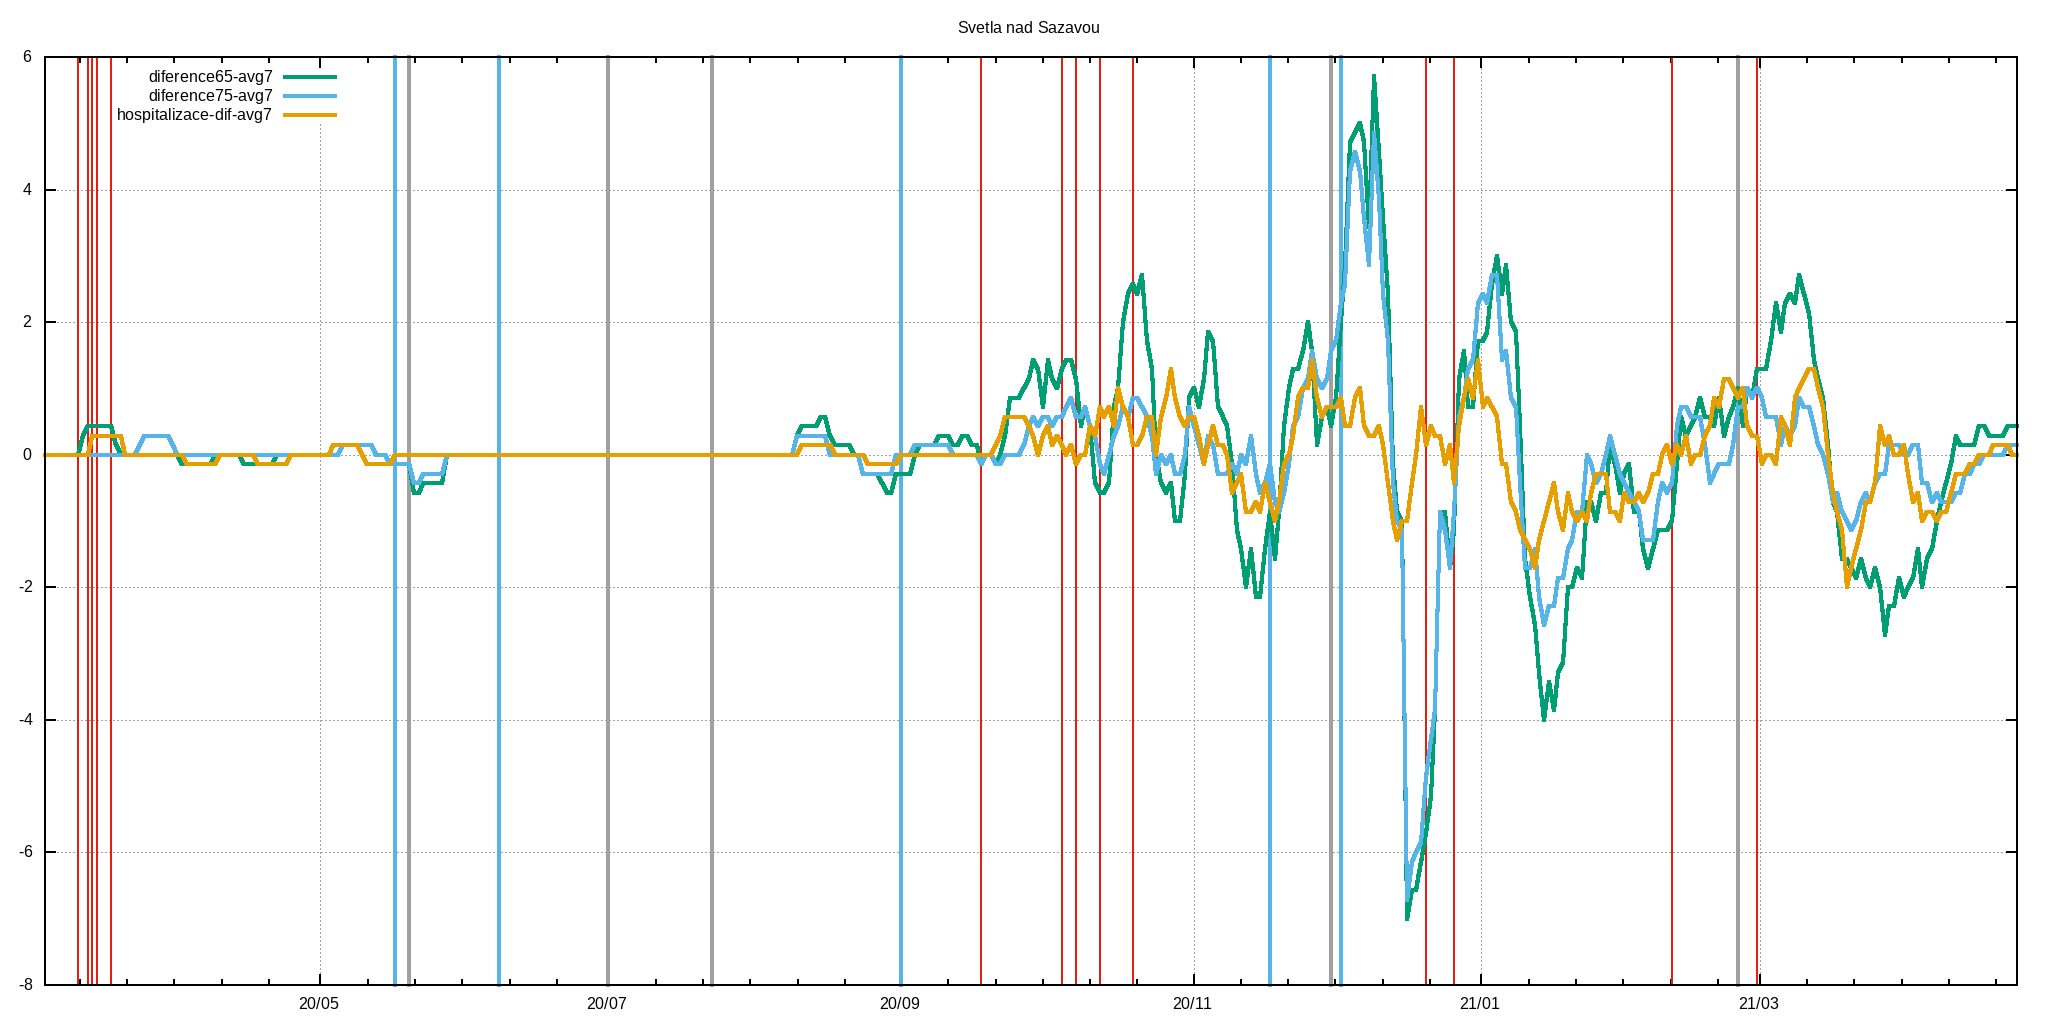 Svetla nad Sazavou
6
diference65-avg7
diference75-avg7
hospitalizace-dif-avg7
4
2
0
-2
-4
-6
-8
20/05 20/07 20/09 20/11 21/01 21/03